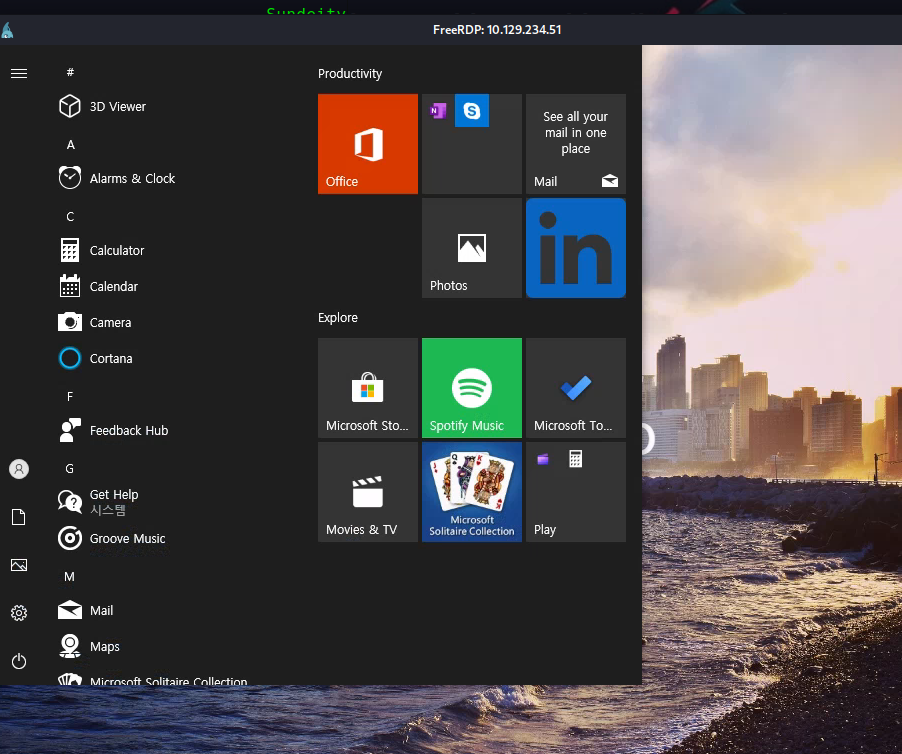 Sundeity
FreeRDP: 10.129.234.51
#
3D Viewer
A
Alarms & Clock
C
Calculator
Calendar
Camera
Cortana
F
Feedback Hub
G
Get Help
시스템
Groove Music
M
Mail
Maps
Microsoft Solitaire Collection
Productivity
Office
N
S
See all your
mail in one
place
Mail
Photos
in
Explore
Microsoft Sto...
Spotify Music
Microsoft To...
Movies & TV
J
Q
K
Microsoft
Solitaire Collection
Play